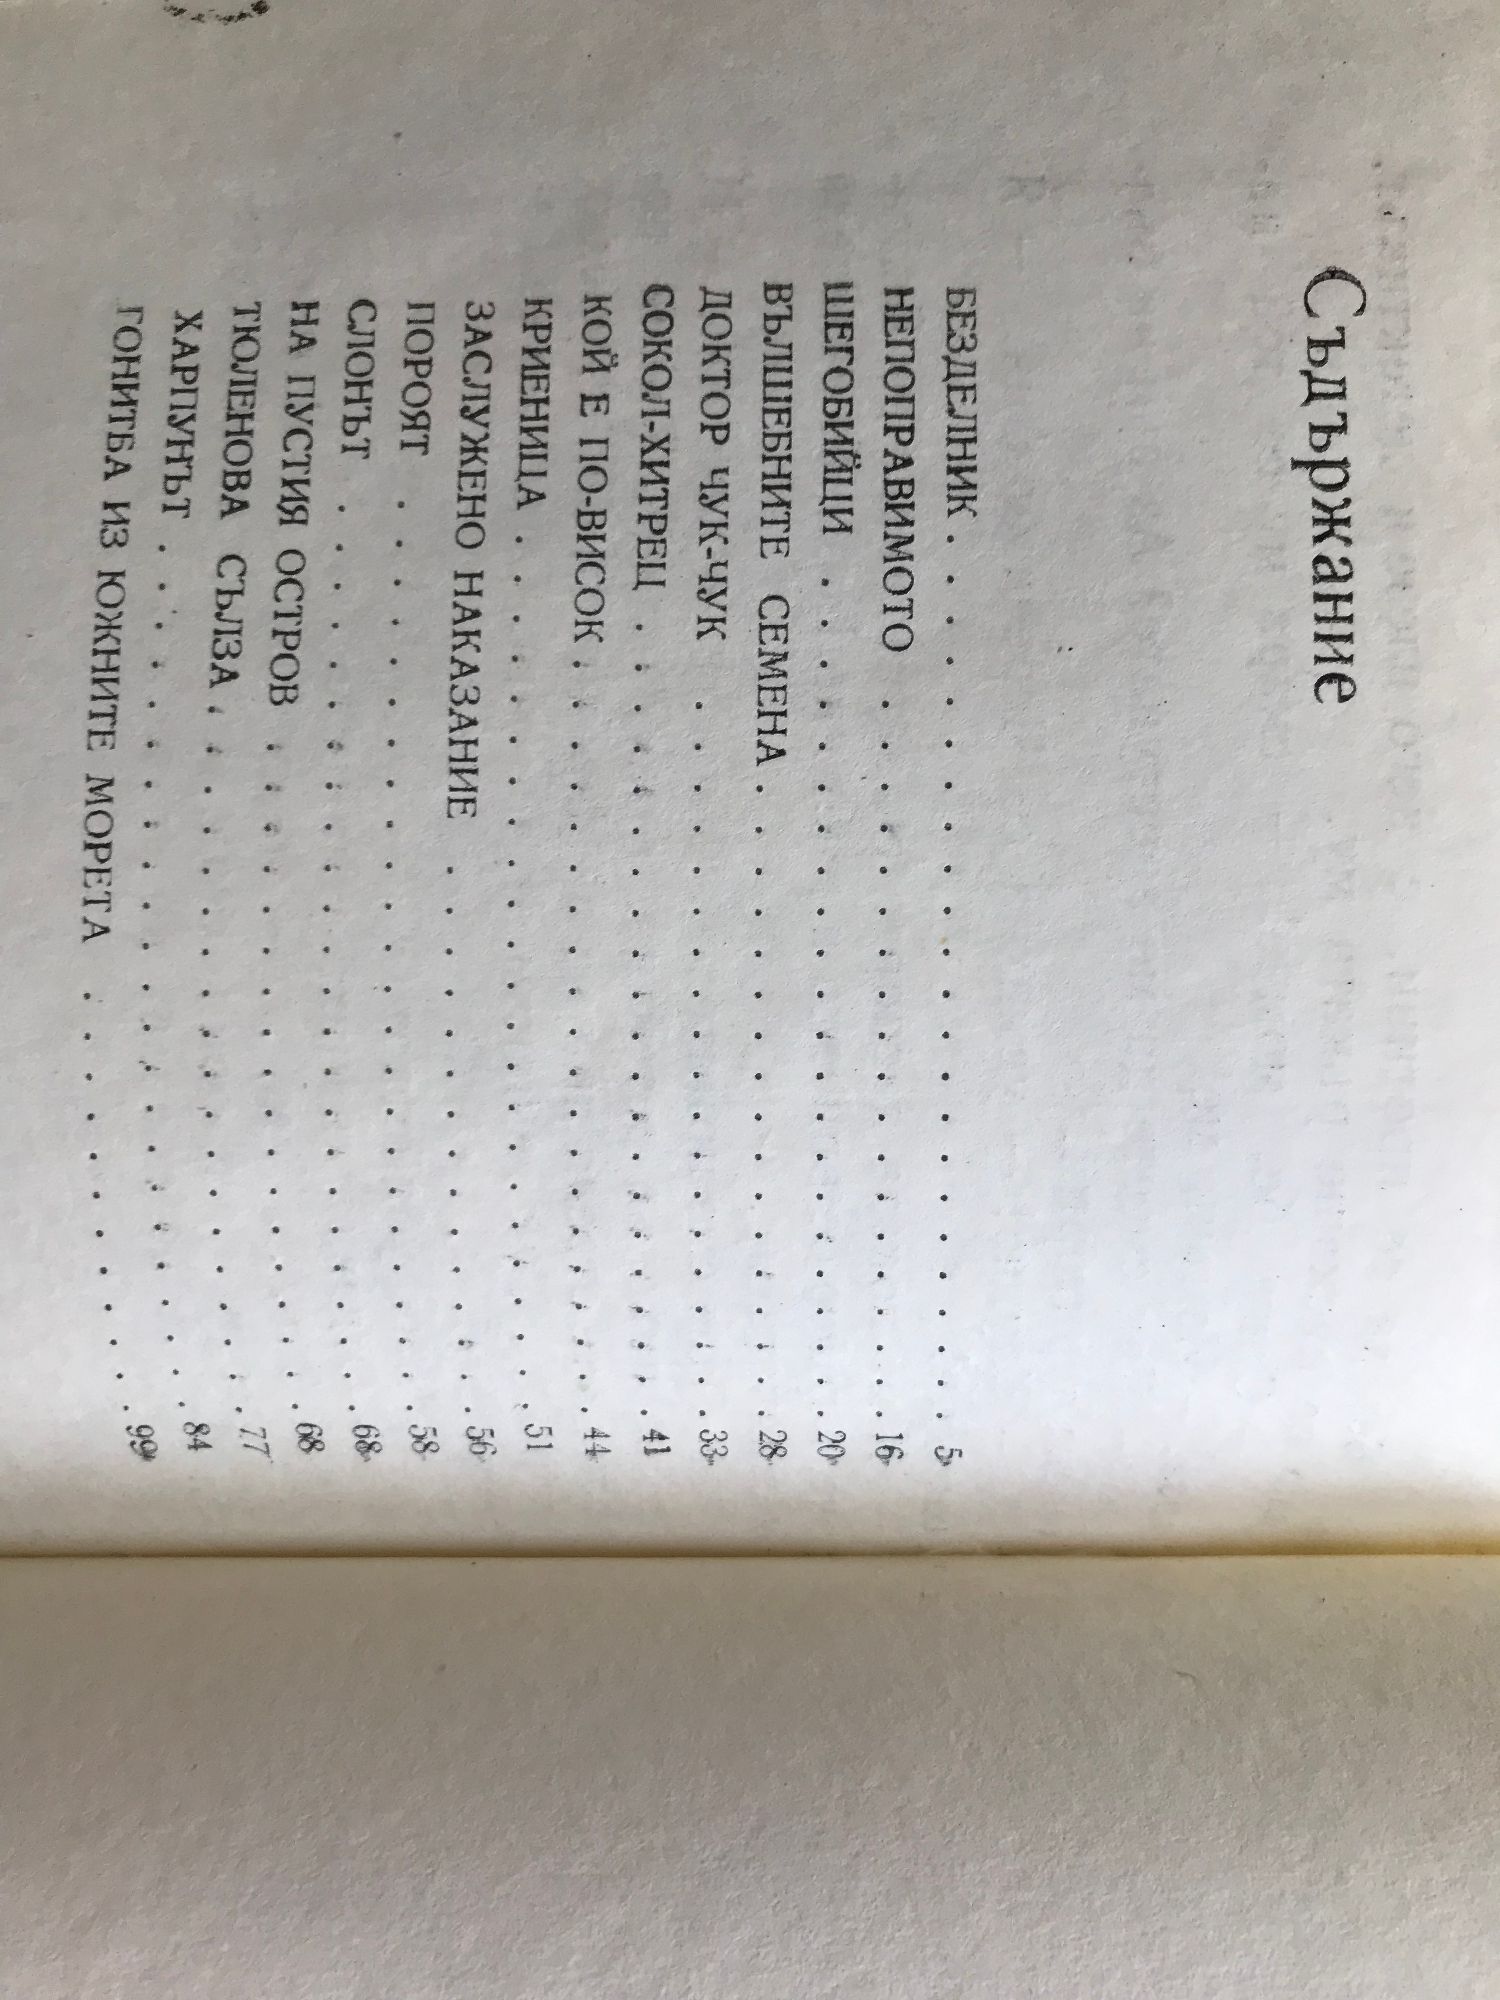 Съдържание
БЕЗДЕЛНИК . . . . . . . . . . . . . . . . . . . . . . 5
НЕПОПРАВИМОТО . . . . . . . . . . . . . . . . . . 16
ШЕГОБИЙЦИ . . . . . . . . . . . . . . . . . . . . . 20
ВЪЛШЕБНИТЕ СЕМЕНА . . . . . . . . . . . . . . . . 28
ДОКТОР ЧУК-ЧУК . . . . . . . . . . . . . . . . . . 33
СОКОЛ-ХИТРЕЦ . . . . . . . . . . . . . . . . . . . . 41
КОЙ Е ПО-ВИСОК . . . . . . . . . . . . . . . . . . . 44
КРИЕНИЦА . . . . . . . . . . . . . . . . . . . . . . 51
ЗАСЛУЖЕНО НАКАЗАНИЕ . . . . . . . . . . . . . . 56
ПОРОЯТ . . . . . . . . . . . . . . . . . . . . . . . 58
СЛОНЪТ . . . . . . . . . . . . . . . . . . . . . . . 68
НА ПУСТИЯ ОСТРОВ . . . . . . . . . . . . . . . . . 68
ТЮЛЕНОВА СЪЛЗА . . . . . . . . . . . . . . . . . . 77
ХАРПУНЪТ . . . . . . . . . . . . . . . . . . . . . . 84
ГОНИТБА ИЗ ЮЖНИТЕ МОРЕТА . . . . . . . . . . . 99